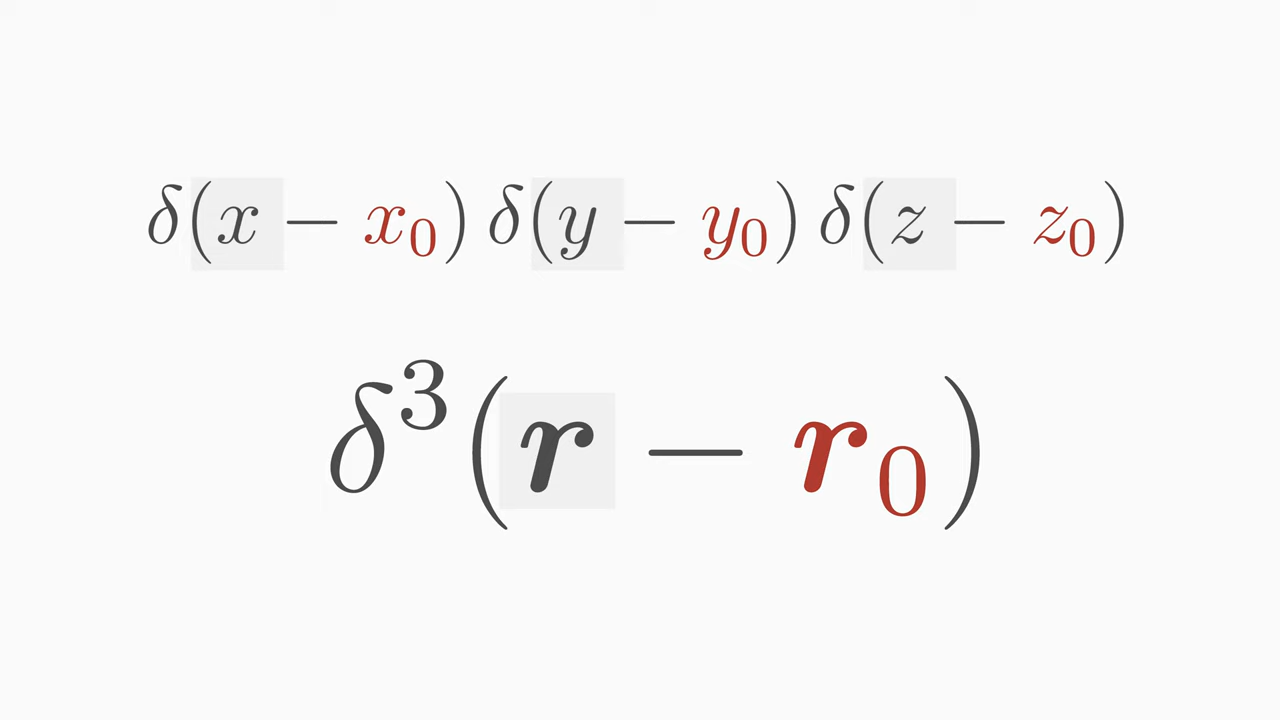 δ(x − x₀) δ(y − y₀) δ(z − z₀)
δ³(r − r₀)